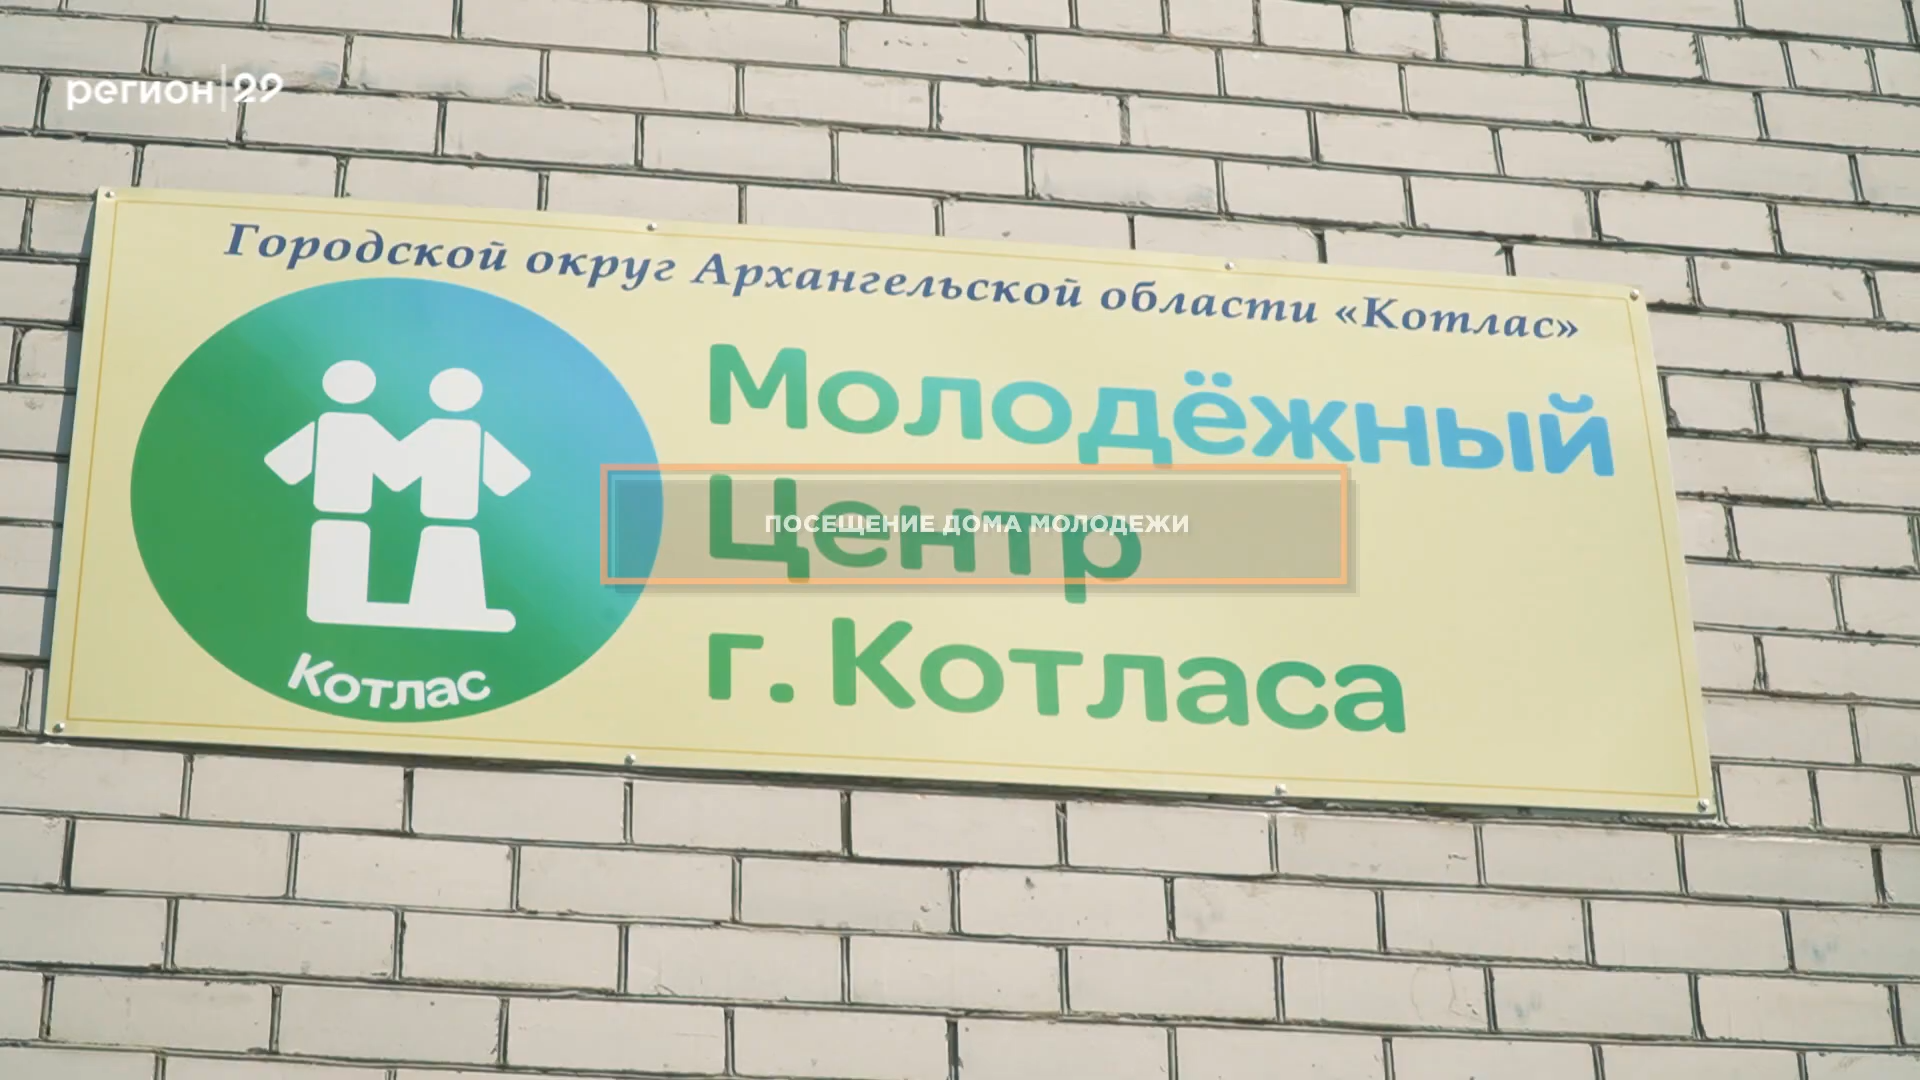 регион|29
Городской округ Архангельской области «Котлас»
Молодёжный
Центр
ПОСЕЩЕНИЕ ДОМА МОЛОДЕЖИ
г. Котласа
Котлас